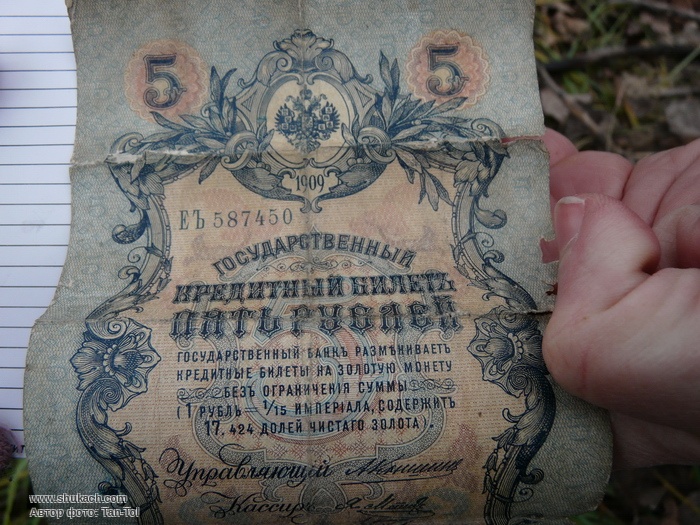 5 5
1909
ЕЪ 587450
ГОСУДАРСТВЕННЫЙ
КРЕДИТНЫЙ БИЛЕТЪ
ПЯТЬ РУБЛЕЙ
ГОСУДАРСТВЕННЫЙ БАНКЪ РАЗМѢНИВАЕТЪ
КРЕДИТНЫЕ БИЛЕТЫ НА ЗОЛОТУЮ МОНЕТУ
БЕЗЪ ОГРАНИЧЕНІЯ СУММЫ
(1 РУБЛЬ — 1/15 ИМПЕРІАЛА, СОДЕРЖИТЪ
17,424 ДОЛЕЙ ЧИСТАГО ЗОЛОТА).
Управляющій
Кассиръ
www.shukach.com
Автор фото: Tan-Tol